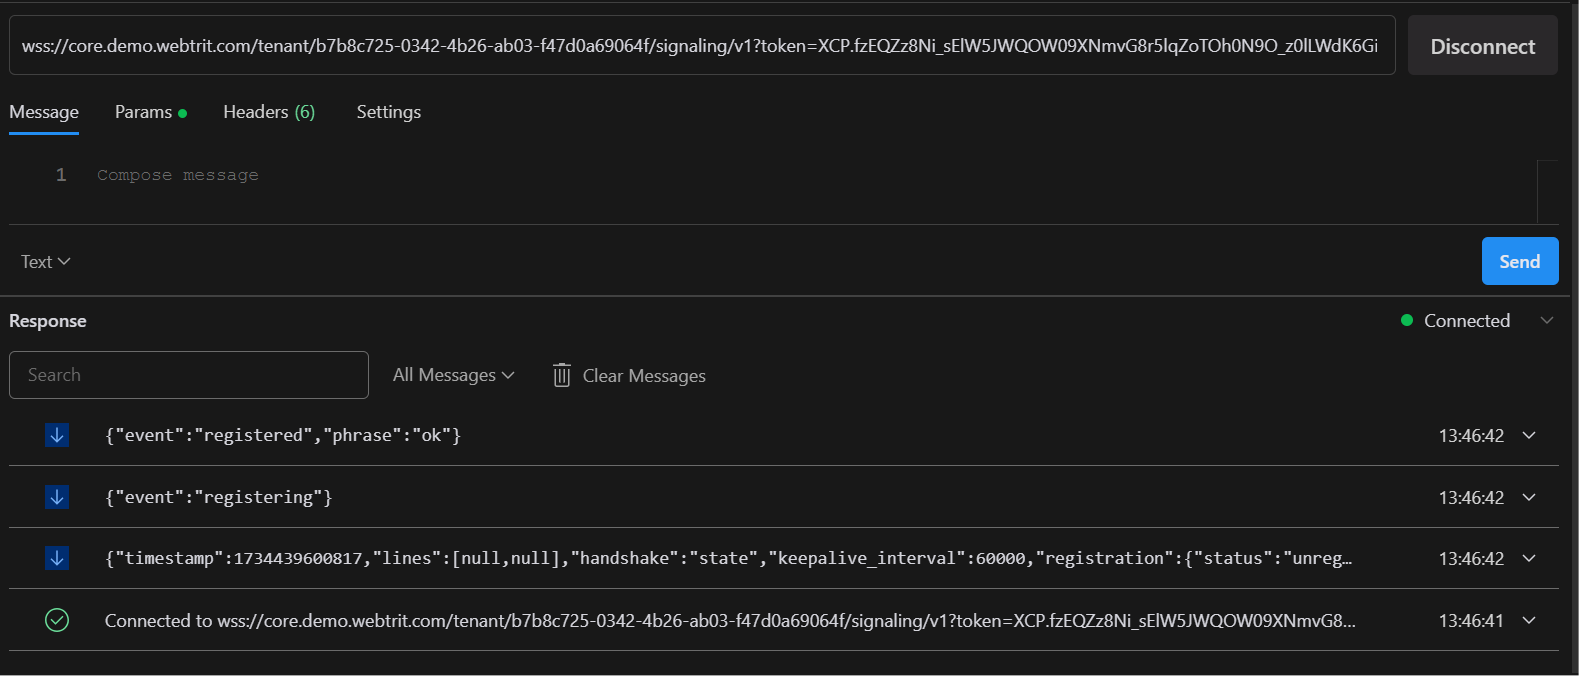 wss://core.demo.webtrit.com/tenant/b7b8c725-0342-4b26-ab03-f47d0a69064f/signaling/v1?token=XCP.fzEQZz8Ni_sElW5JWQOW09XNmvG8r5lqZoTOh0N9O_z0lLWdK6Gi
Disconnect
Message Params Headers (6) Settings
1 Compose message
Text
Send
Response
Connected
Search
All Messages
Clear Messages
{"event":"registered","phrase":"ok"} 13:46:42
{"event":"registering"} 13:46:42
{"timestamp":1734439600817,"lines":[null,null],"handshake":"state","keepalive_interval":60000,"registration":{"status":"unreg... 13:46:42
Connected to wss://core.demo.webtrit.com/tenant/b7b8c725-0342-4b26-ab03-f47d0a69064f/signaling/v1?token=XCP.fzEQZz8Ni_sElW5JWQOW09XNmvG8... 13:46:41